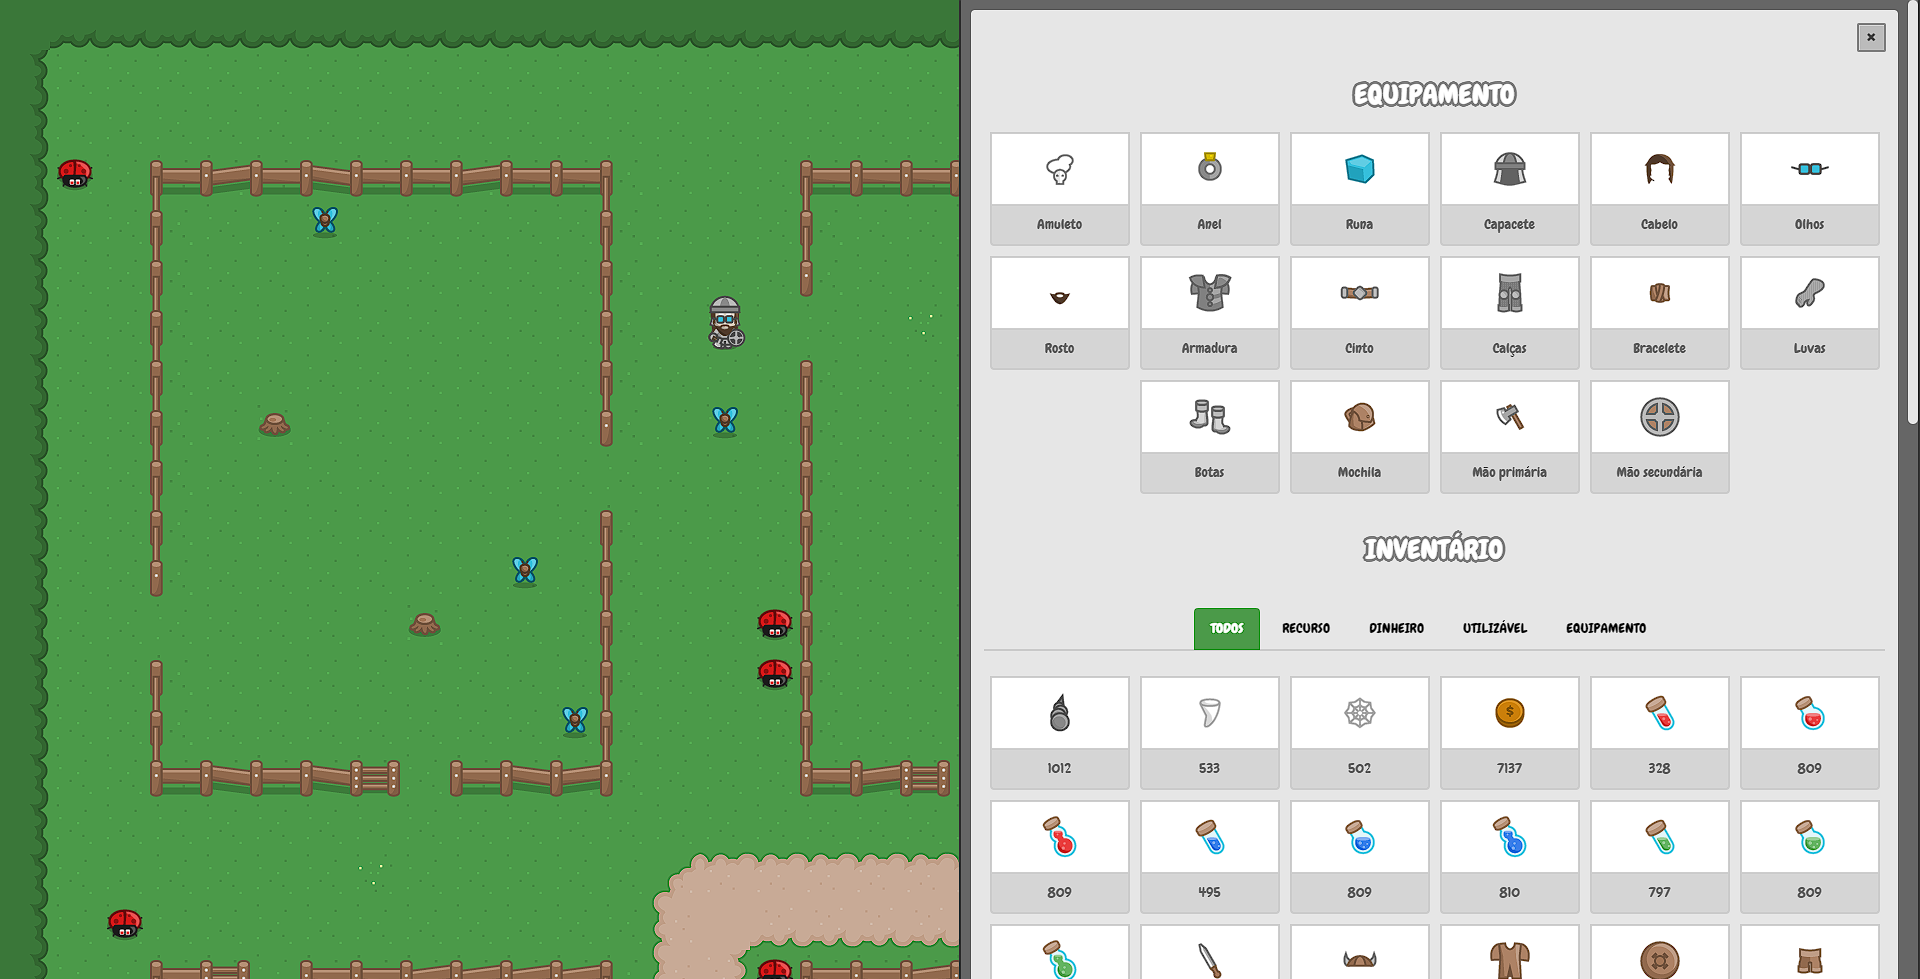 ×
EQUIPAMENTO
Amuleto Anel Runa Capacete Cabelo Olhos
Rosto Armadura Cinto Calças Bracelete Luvas
Botas Mochila Mão primária Mão secundária
INVENTÁRIO
TODOS RECURSO DINHEIRO UTILIZÁVEL EQUIPAMENTO
$
1012 533 502 7137 328 809
809 495 809 810 797 809